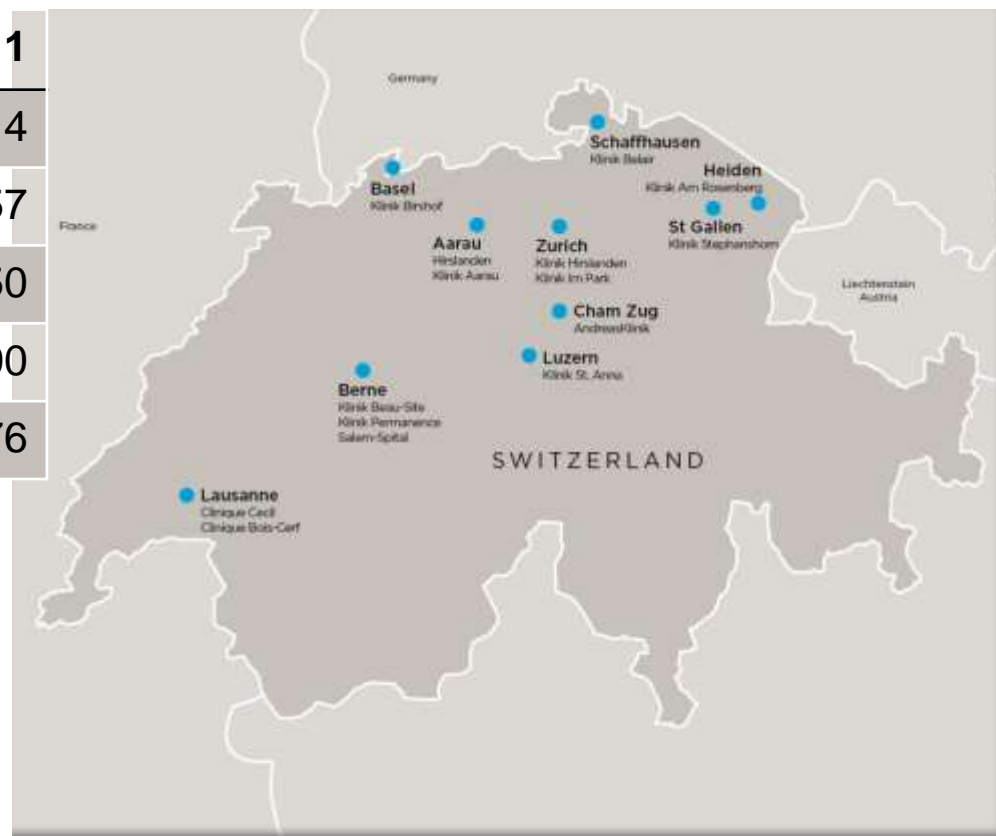 1
4
57
50
00
76
Germany
France
Schaffhausen
Klinik Belair
Heiden
Klinik Am Rosenberg
Basel
Klinik Birshof
St Gallen
Klinik Stephanshorn
Aarau
Hirslanden
Klinik Aarau
Zurich
Klinik Hirslanden
Klinik Im Park
Liechtenstein
Austria
Cham Zug
AndreasKlinik
Luzern
Klinik St. Anna
Berne
Klinik Beau-Site
Klinik Permanence
Salem-Spital
SWITZERLAND
Lausanne
Clinique Cecil
Clinique Bois-Cerf